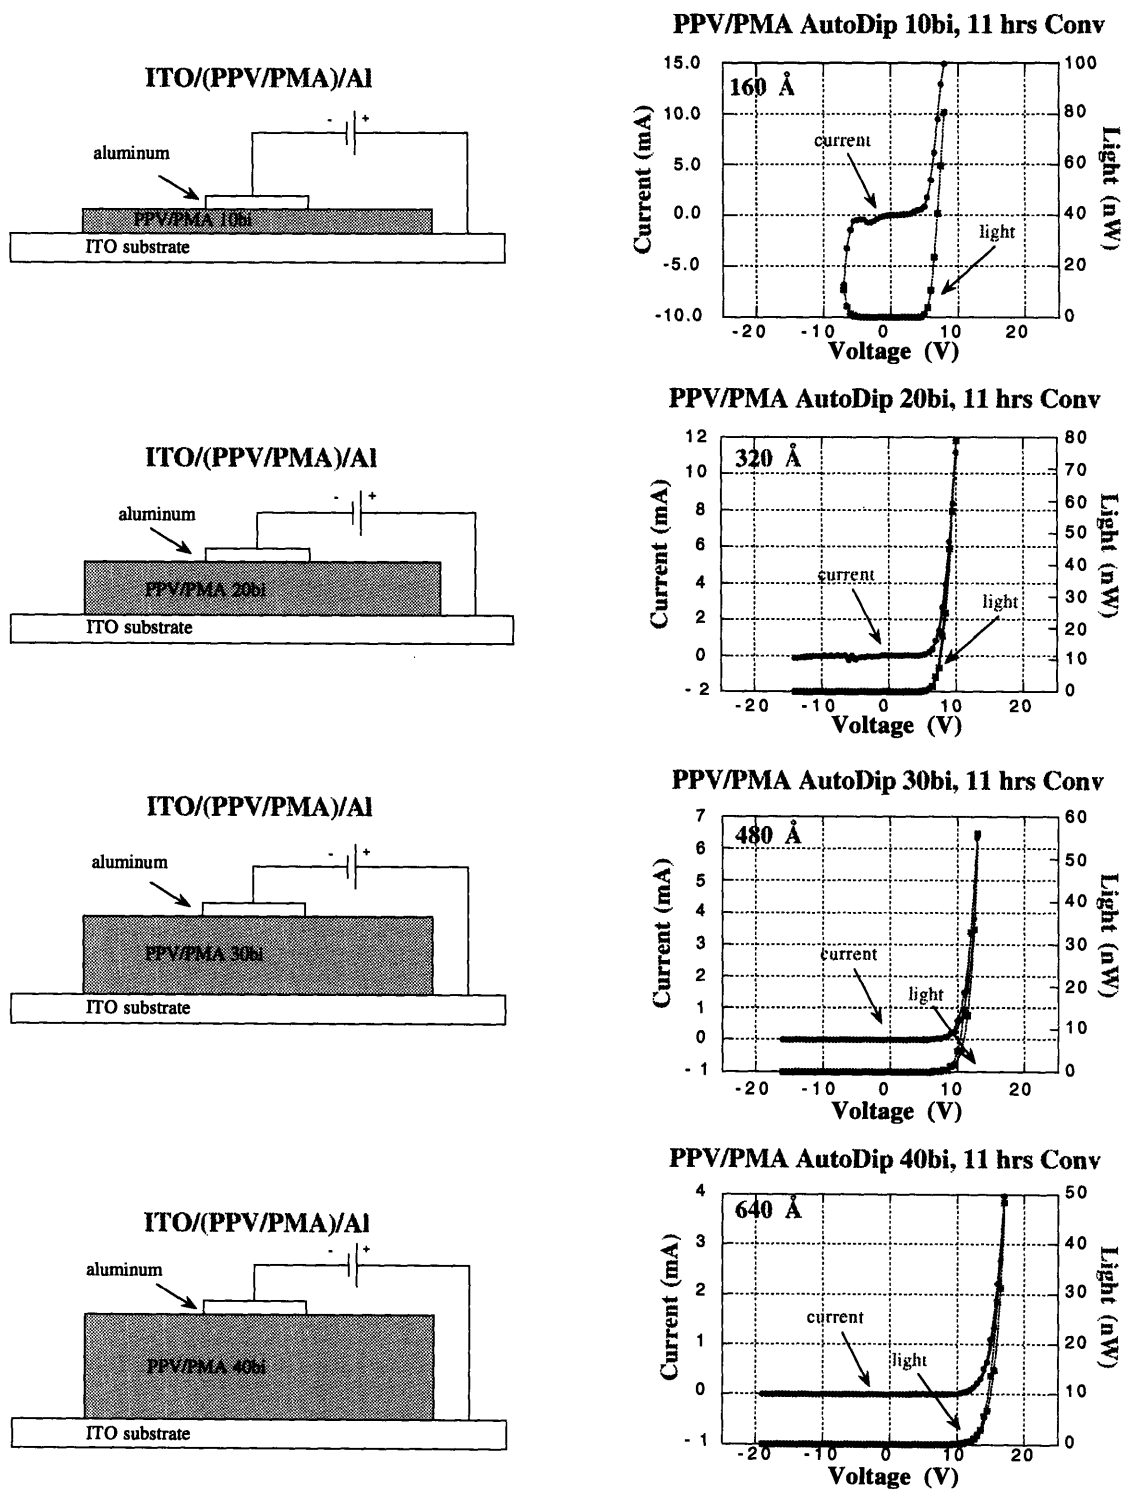 PPV/PMA AutoDip 10bi, 11 hrs Conv
ITO/(PPV/PMA)/Al
- +
aluminum
PPV/PMA 10bi
ITO substrate
160 Å
15.0
10.0
5.0
0.0
-5.0
-10.0
Current (mA)
current
light
100
80
60
40
20
0
Light (nW)
-20 -10 0 10 20
Voltage (V)
PPV/PMA AutoDip 20bi, 11 hrs Conv
ITO/(PPV/PMA)/Al
- +
aluminum
PPV/PMA 20bi
ITO substrate
320 Å
12
10
8
6
4
2
0
-2
Current (mA)
current
light
80
70
60
50
40
30
20
10
0
Light (nW)
-20 -10 0 10 20
Voltage (V)
PPV/PMA AutoDip 30bi, 11 hrs Conv
ITO/(PPV/PMA)/Al
- +
aluminum
PPV/PMA 30bi
ITO substrate
480 Å
7
6
5
4
3
2
1
0
-1
Current (mA)
current
light
60
50
40
30
20
10
0
Light (nW)
-20 -10 0 10 20
Voltage (V)
PPV/PMA AutoDip 40bi, 11 hrs Conv
ITO/(PPV/PMA)/Al
- +
aluminum
PPV/PMA 40bi
ITO substrate
640 Å
4
3
2
1
0
-1
Current (mA)
current
light
50
40
30
20
10
0
Light (nW)
-20 -10 0 10 20
Voltage (V)